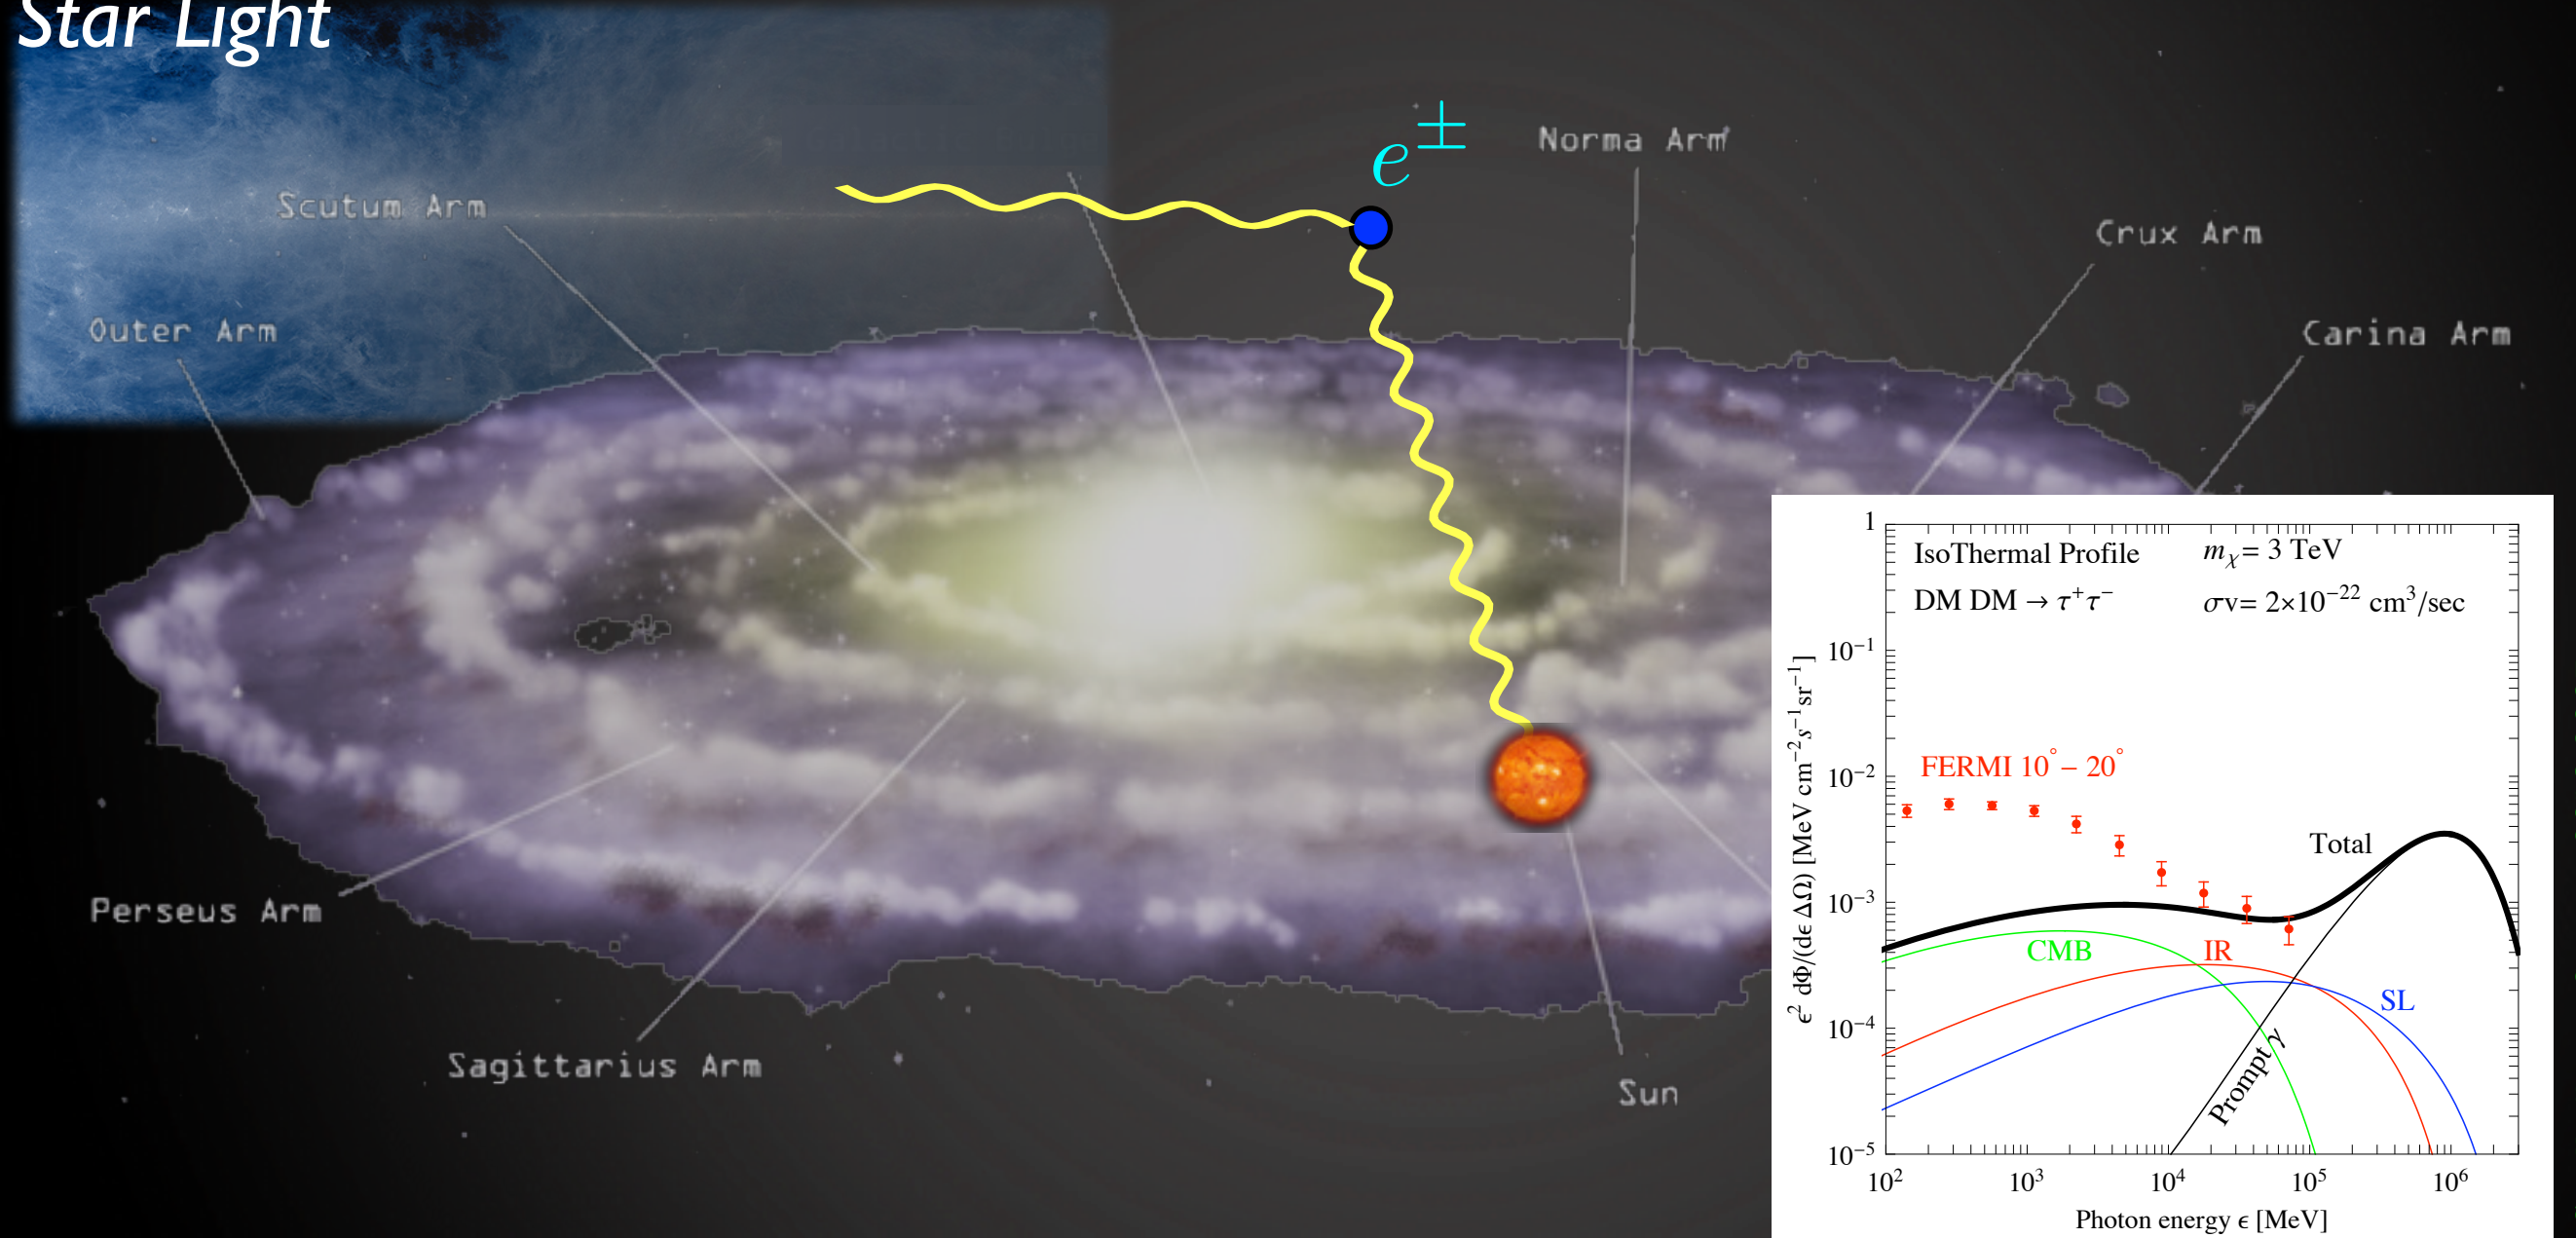 Star Light
e±
Norma Arm
Scutum Arm
Crux Arm
Outer Arm
Carina Arm
Perseus Arm
Sagittarius Arm
Sun
IsoThermal Profile
mχ= 3 TeV
DM DM → τ⁺τ⁻
σv= 2×10⁻²² cm³/sec
FERMI 10° – 20°
Total
CMB
IR
SL
Prompt γ
ϵ² dΦ/(dϵ ΔΩ) [MeV cm⁻²s⁻¹sr⁻¹]
1
10⁻¹
10⁻²
10⁻³
10⁻⁴
10⁻⁵
10² 10³ 10⁴ 10⁵ 10⁶
Photon energy ϵ [MeV]